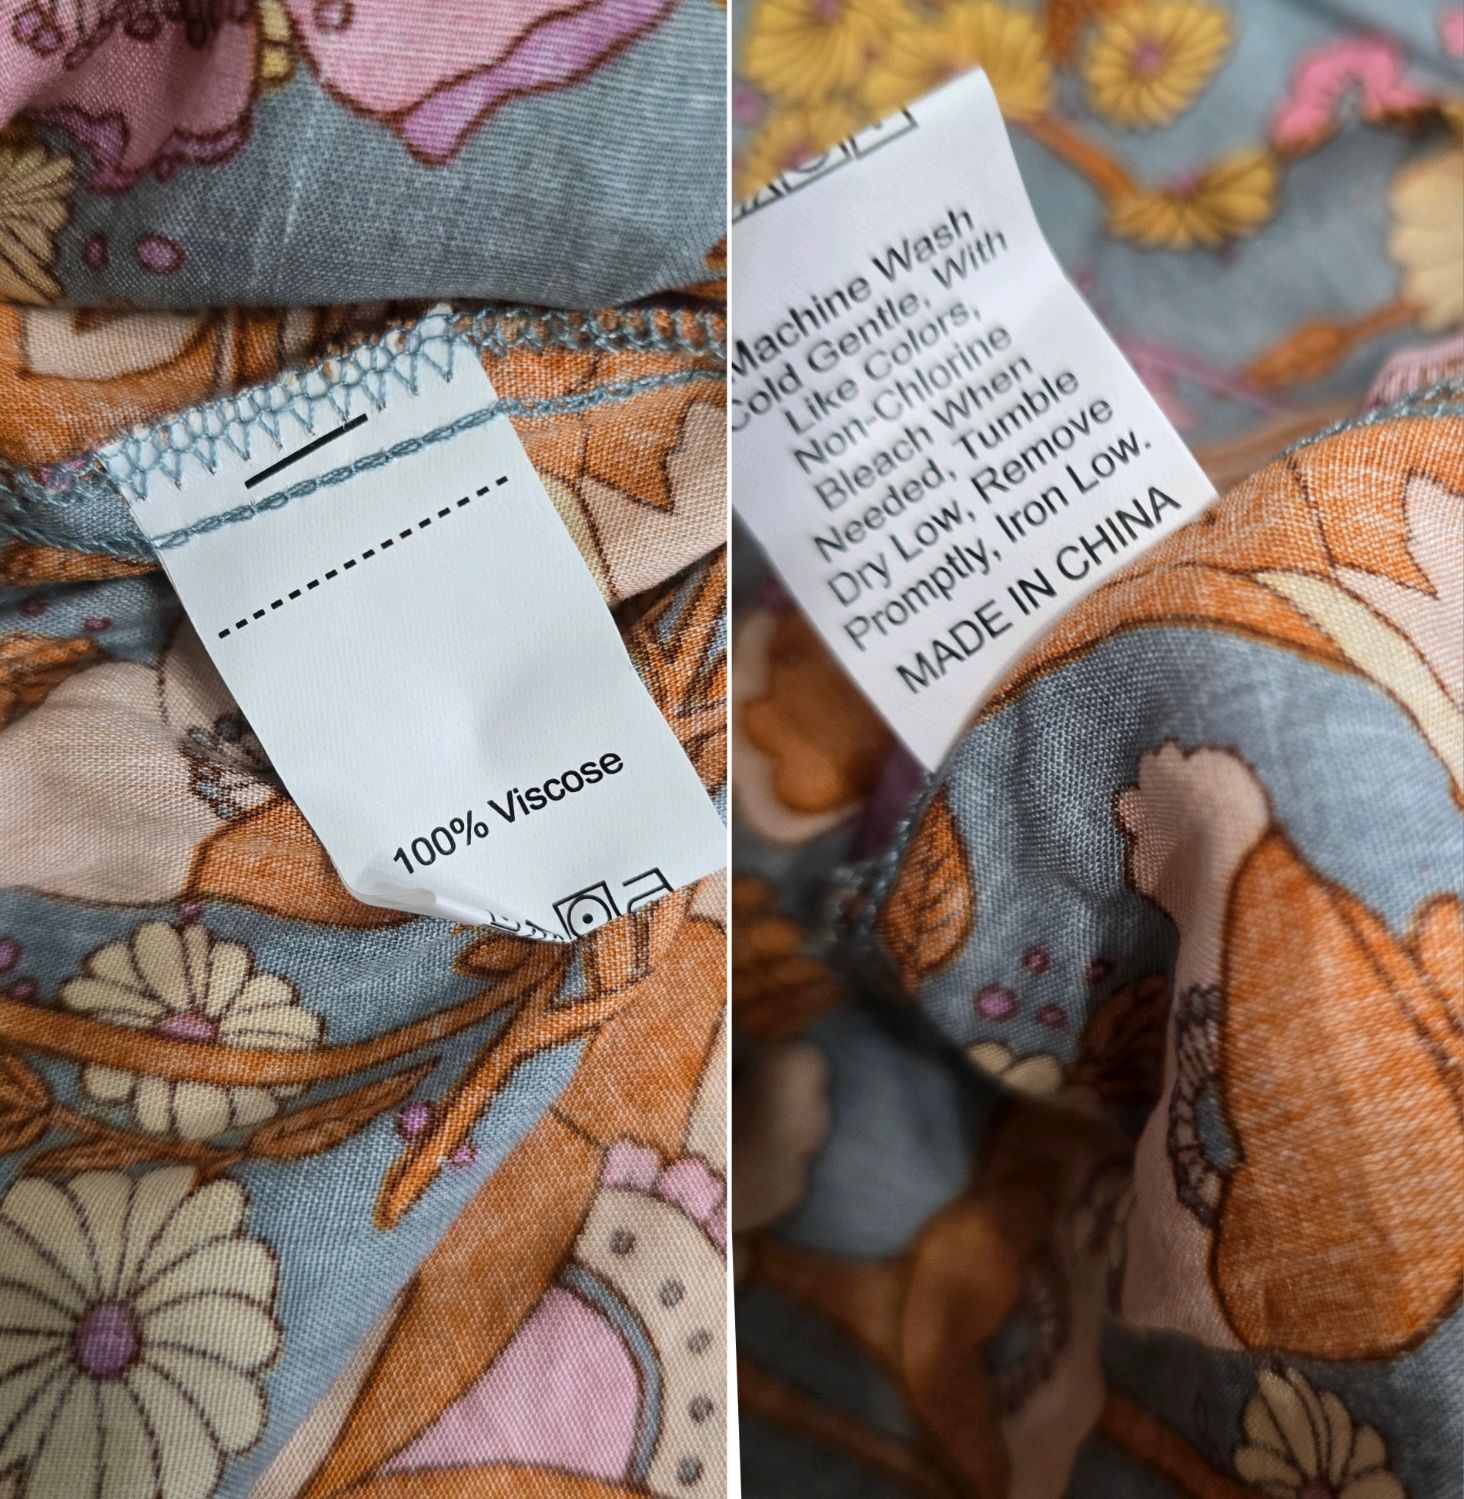 100% Viscose
Machine Wash
Cold Gentle, With
Like Colors,
Non-Chlorine
Bleach When
Needed, Tumble
Dry Low, Remove
Promptly, Iron Low.
MADE IN CHINA